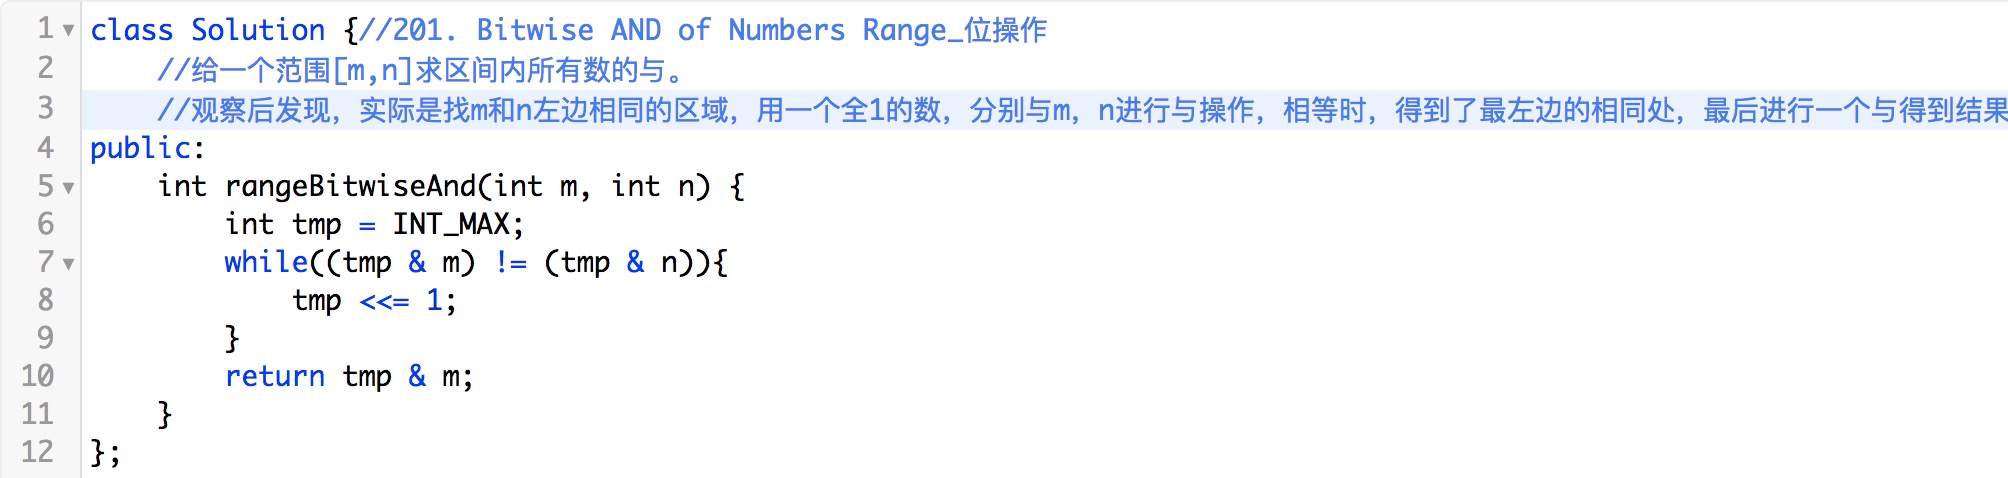 1 class Solution {//201. Bitwise AND of Numbers Range_位操作
2     //给一个范围[m,n]求区间内所有数的与。
3     //观察后发现，实际是找m和n左边相同的区域，用一个全1的数，分别与m，n进行与操作，相等时，得到了最左边的相同处，最后进行一个与得到结果
4 public:
5     int rangeBitwiseAnd(int m, int n) {
6         int tmp = INT_MAX;
7         while((tmp & m) != (tmp & n)){
8             tmp <<= 1;
9         }
10         return tmp & m;
11     }
12 };